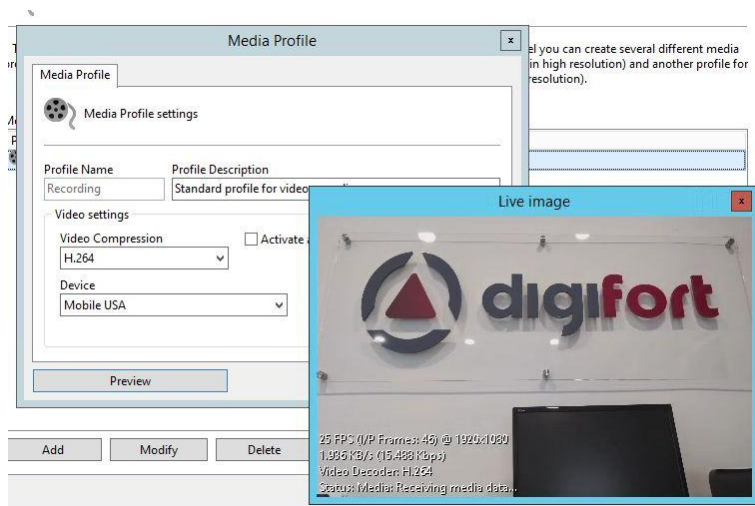 Media Profile
x
el you can create several different media
in high resolution) and another profile for
resolution).
Media Profile
Media Profile settings
Profile Name
Profile Description
Recording
Standard profile for video
Video settings
Video Compression
Activate a
H.264
Device
Mobile USA
Preview
Add
Modify
Delete
Live image
x
digifort
25 FPS (I/P Frames: 46) @ 1920x1080
1.936 KB/s (15.488 Kbps)
Video Decoder: H.264
Status: Media: Receiving media data...